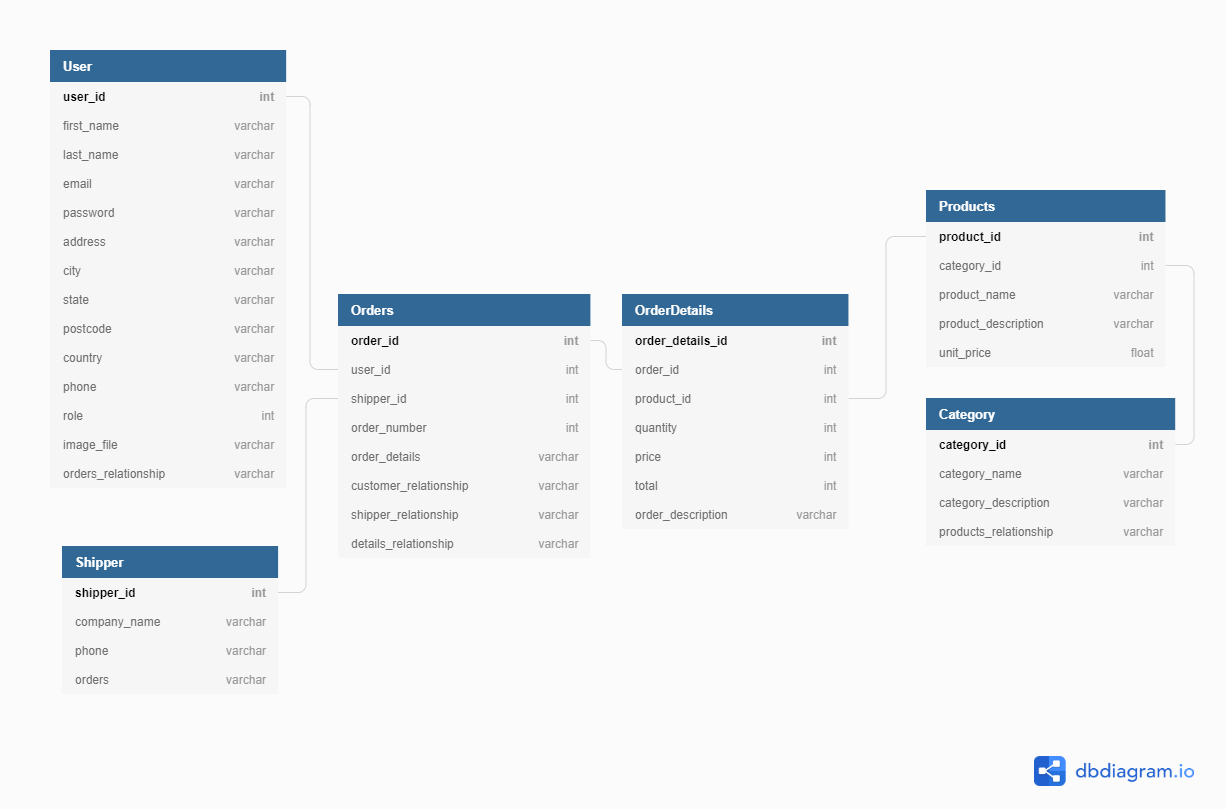 User
user_id int
first_name varchar
last_name varchar
email varchar
password varchar
address varchar
city varchar
state varchar
postcode varchar
country varchar
phone varchar
role int
image_file varchar
orders_relationship varchar
Shipper
shipper_id int
company_name varchar
phone varchar
orders varchar
Orders
order_id int
user_id int
shipper_id int
order_number int
order_details varchar
customer_relationship varchar
shipper_relationship varchar
details_relationship varchar
OrderDetails
order_details_id int
order_id int
product_id int
quantity int
price int
total int
order_description varchar
Products
product_id int
category_id int
product_name varchar
product_description varchar
unit_price float
Category
category_id int
category_name varchar
category_description varchar
products_relationship varchar
dbdiagram.io